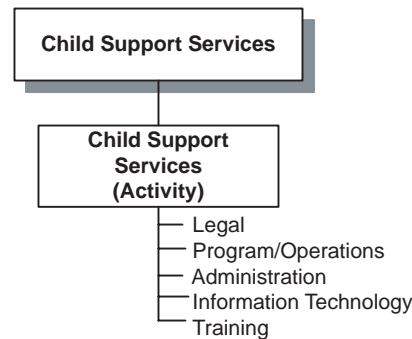 Child Support Services
Child Support
Services
(Activity)
Legal
Program/Operations
Administration
Information Technology
Training